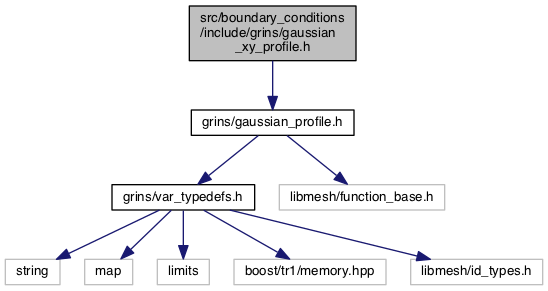 src/boundary_conditions
/include/grins/gaussian
_xy_profile.h
grins/gaussian_profile.h
grins/var_typedefs.h
libmesh/function_base.h
string
map
limits
boost/tr1/memory.hpp
libmesh/id_types.h